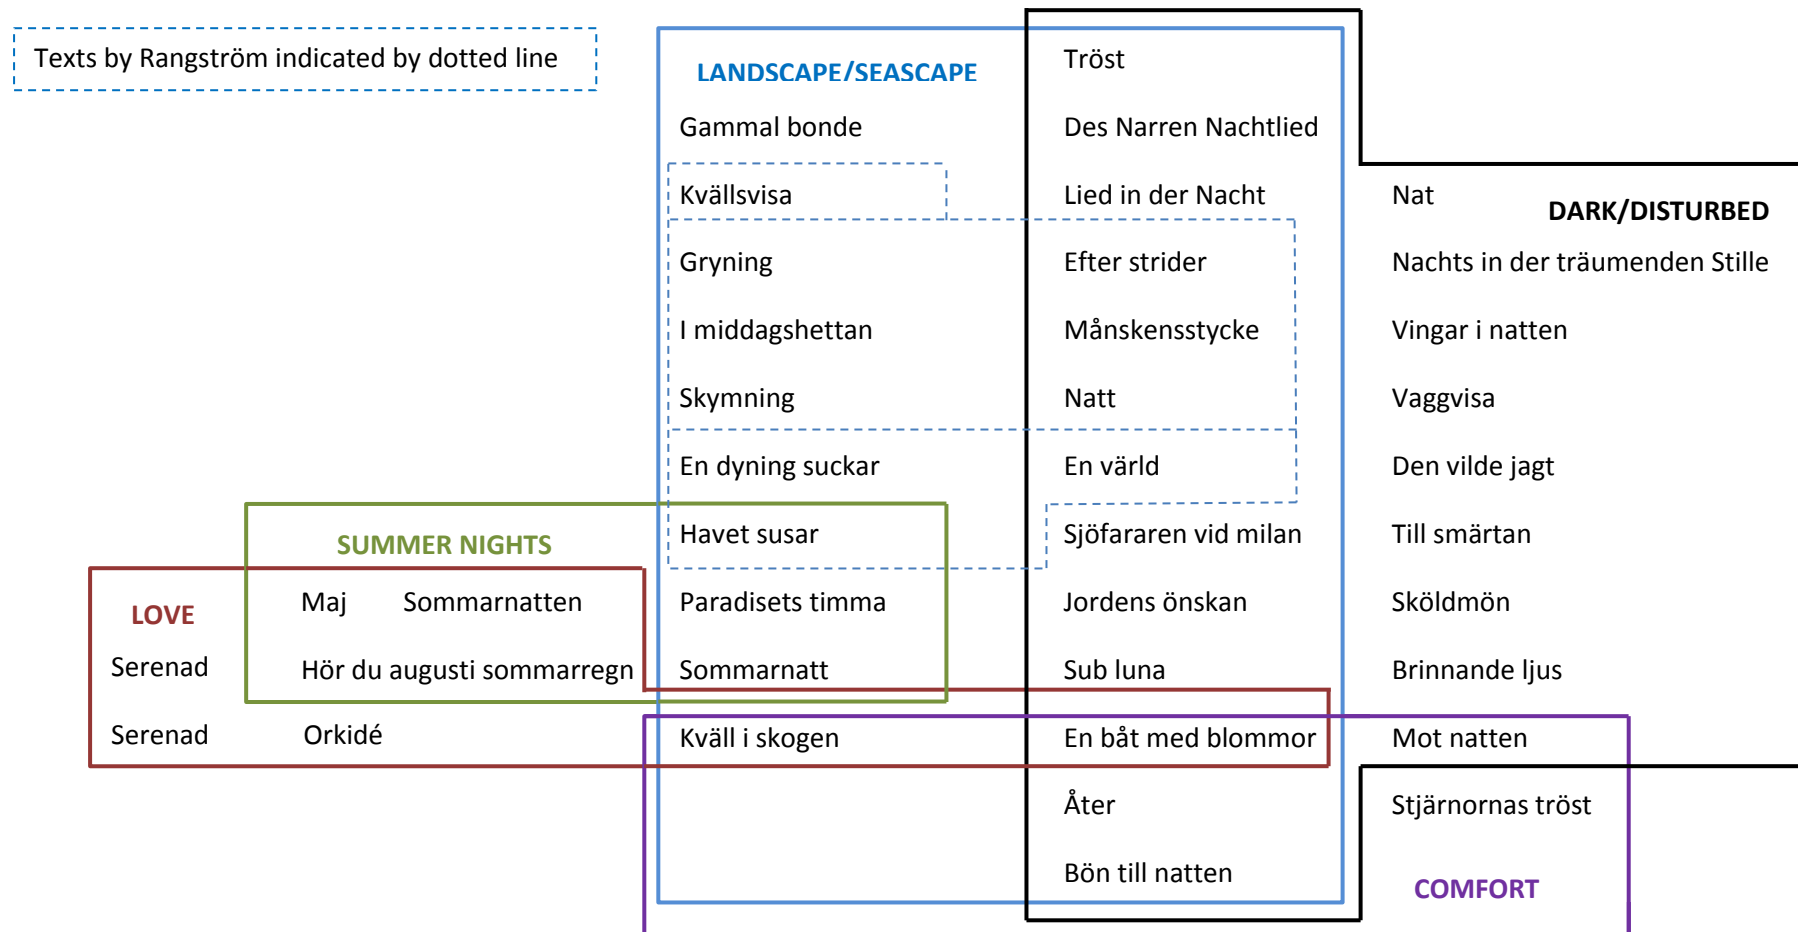 Texts by Rangström indicated by dotted line
LANDSCAPE/SEASCAPE
Tröst
Gammal bonde
Des Narren Nachtlied
Kvällsvisa
Lied in der Nacht
Nat
DARK/DISTURBED
Gryning
Efter strider
Nachts in der träumenden Stille
I middagshettan
Månskensstycke
Vingar i natten
Skymning
Natt
Vaggvisa
En dyning suckar
En värld
Den vilde jagt
SUMMER NIGHTS
Havet susar
Sjöfararen vid milan
Till smärtan
LOVE
Maj
Sommarnatten
Paradisets timma
Jordens önskan
Sköldmön
Serenad
Hör du augusti sommarregn
Sommarnatt
Sub luna
Brinnande ljus
Serenad
Orkidé
Kväll i skogen
En båt med blommor
Mot natten
Åter
Stjärnornas tröst
Bön till natten
COMFORT